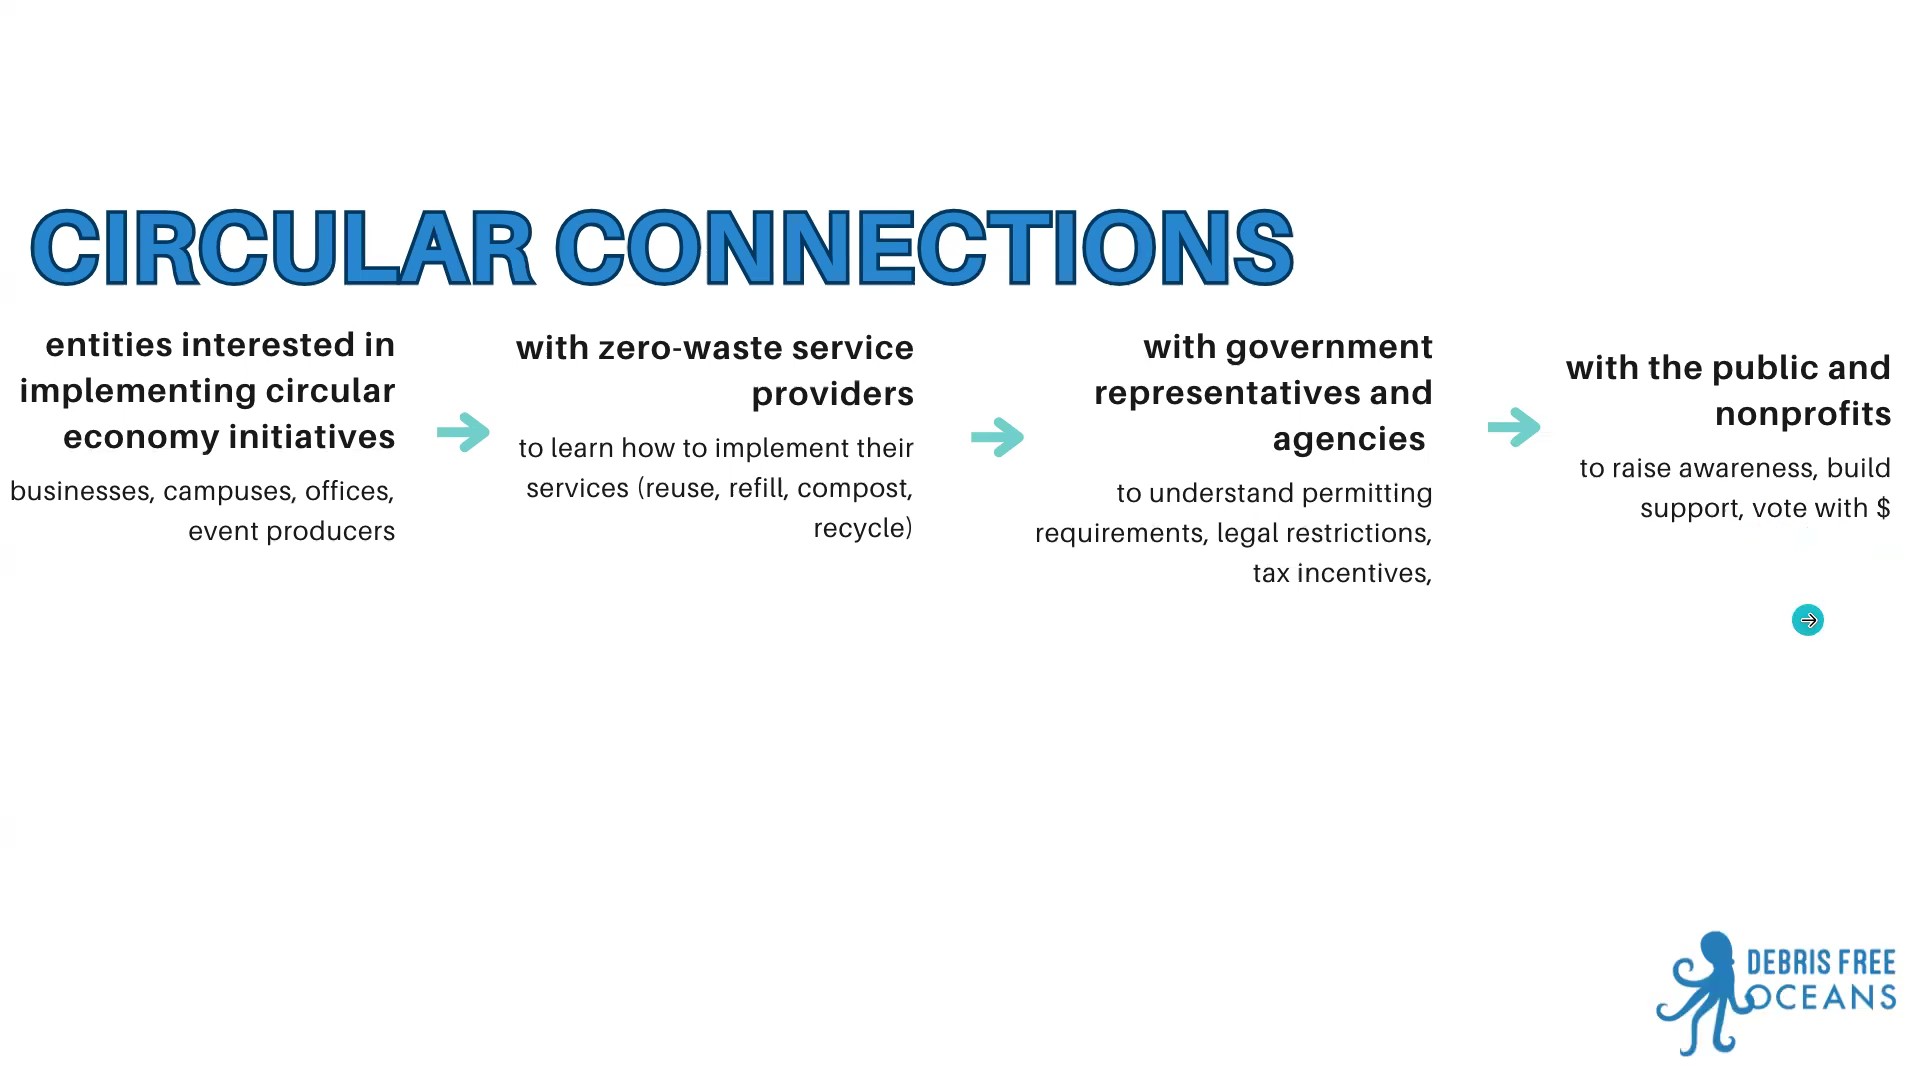 CIRCULAR CONNECTIONS
entities interested in
implementing circular
economy initiatives
businesses, campuses, offices,
event producers
with zero-waste service
providers
to learn how to implement their
services (reuse, refill, compost,
recycle)
with government
representatives and
agencies
to understand permitting
requirements, legal restrictions,
tax incentives,
with the public and
nonprofits
to raise awareness, build
support, vote with $
DEBRIS FREE
OCEANS